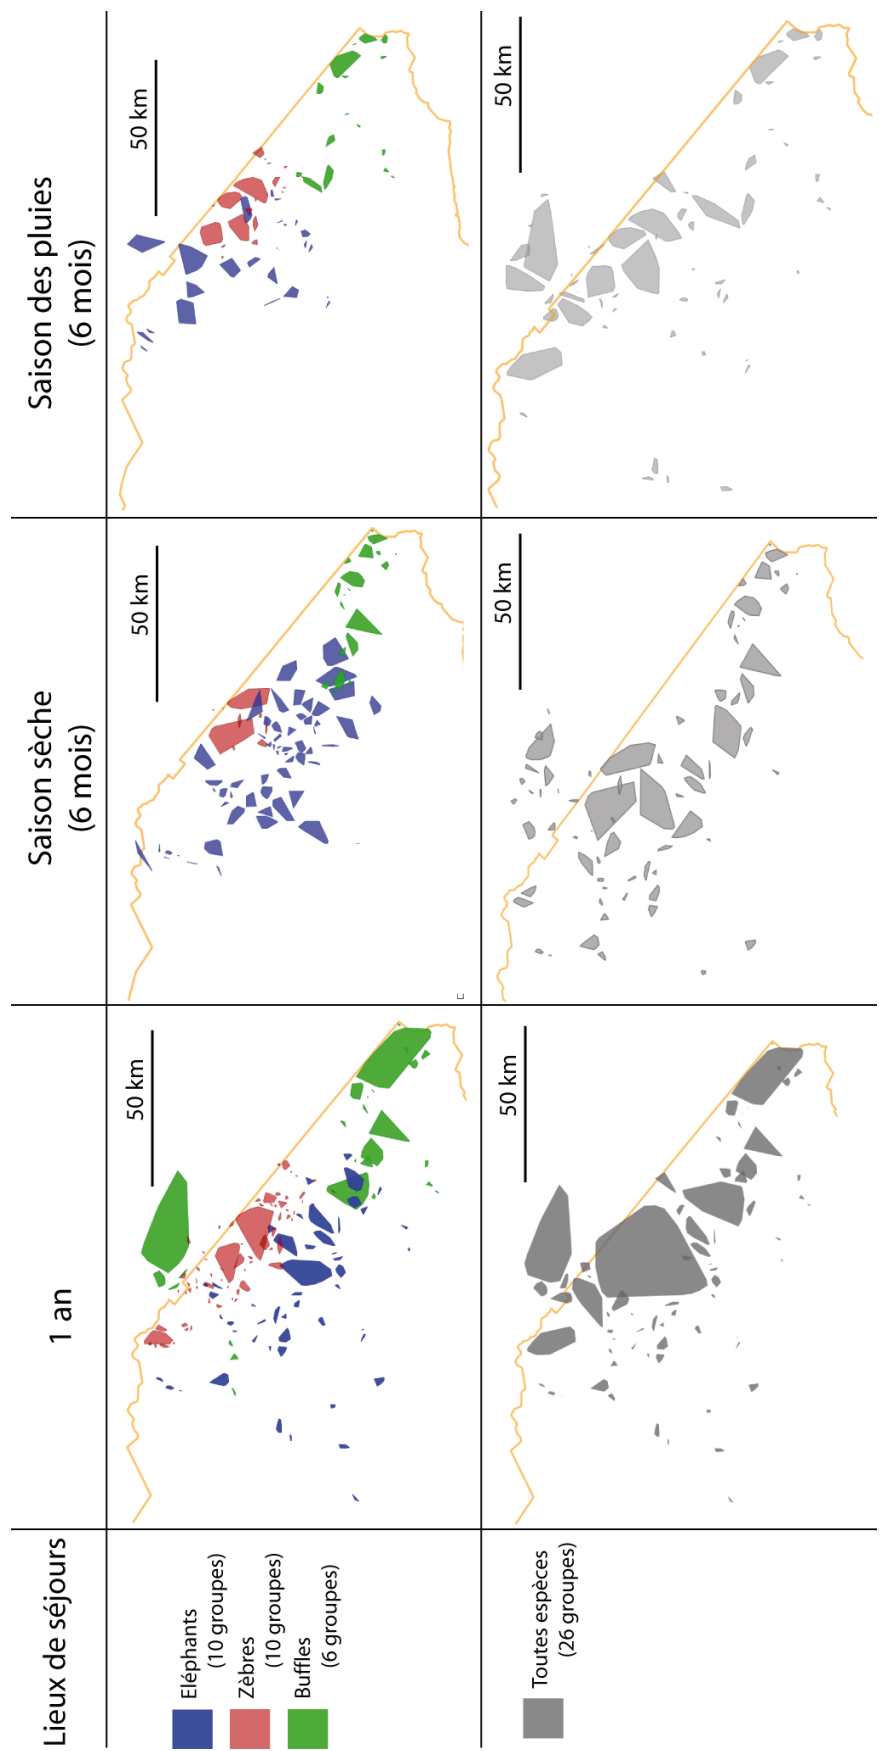 Lieux de séjours
1 an
Saison sèche
(6 mois)
Saison des pluies
(6 mois)
Eléphants
(10 groupes)
Zèbres
(10 groupes)
Buffles
(6 groupes)
50 km
50 km
50 km
Toutes espèces
(26 groupes)
50 km
50 km
50 km